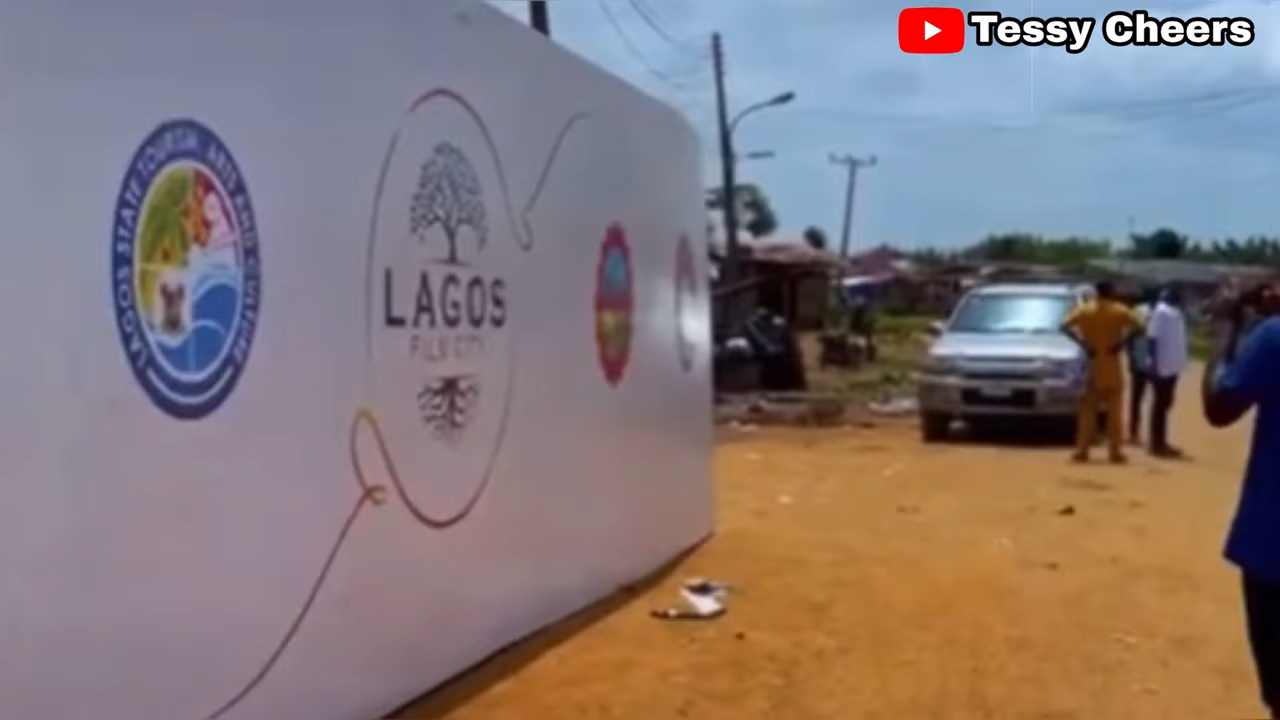 Tessy Cheers
LAGOS STATE TOURISM, ARTS AND CULTURE
LAGOS
FILM CITY